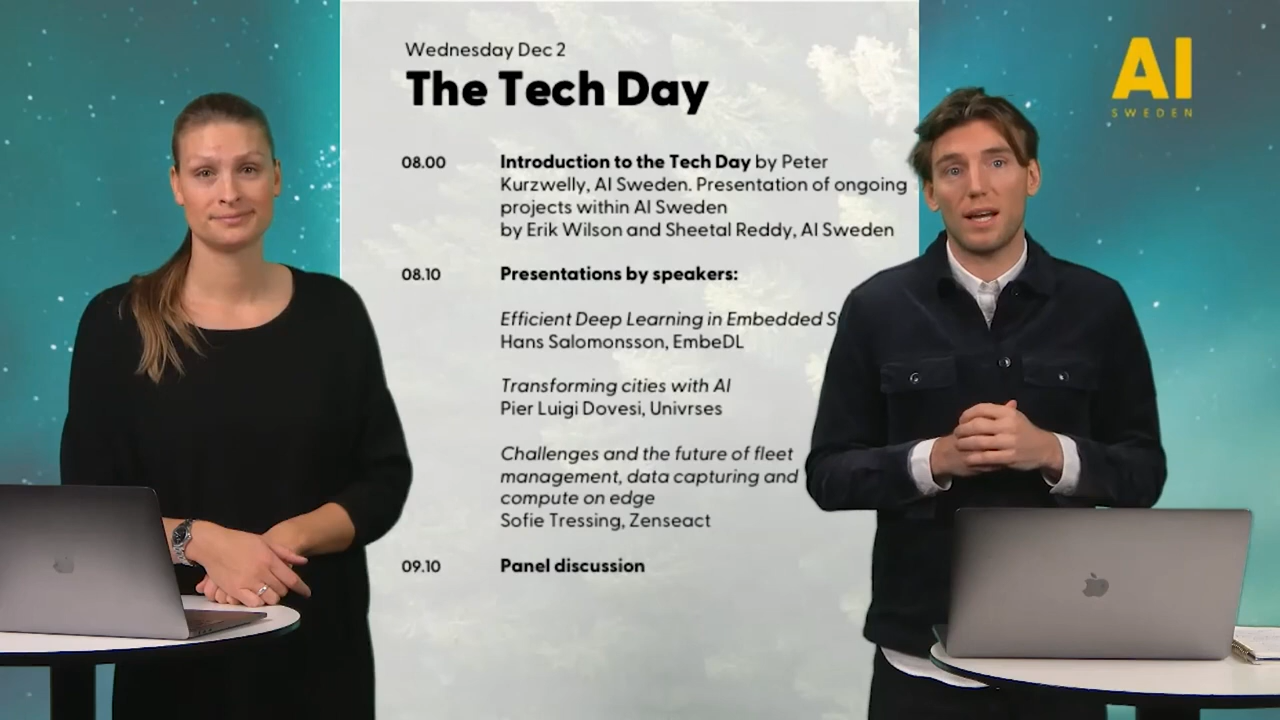 Wednesday Dec 2
The Tech Day
AI
SWEDEN
08.00 Introduction to the Tech Day by Peter
Kurzwelly, AI Sweden. Presentation of ongoing
projects within AI Sweden
by Erik Wilson and Sheetal Reddy, AI Sweden
08.10 Presentations by speakers:
Efficient Deep Learning in Embedded
Hans Salomonsson, EmbeDL
Transforming cities with AI
Pier Luigi Dovesi, Univrses
Challenges and the future of fleet
management, data capturing and
compute on edge
Sofie Tressing, Zenseact
09.10 Panel discussion